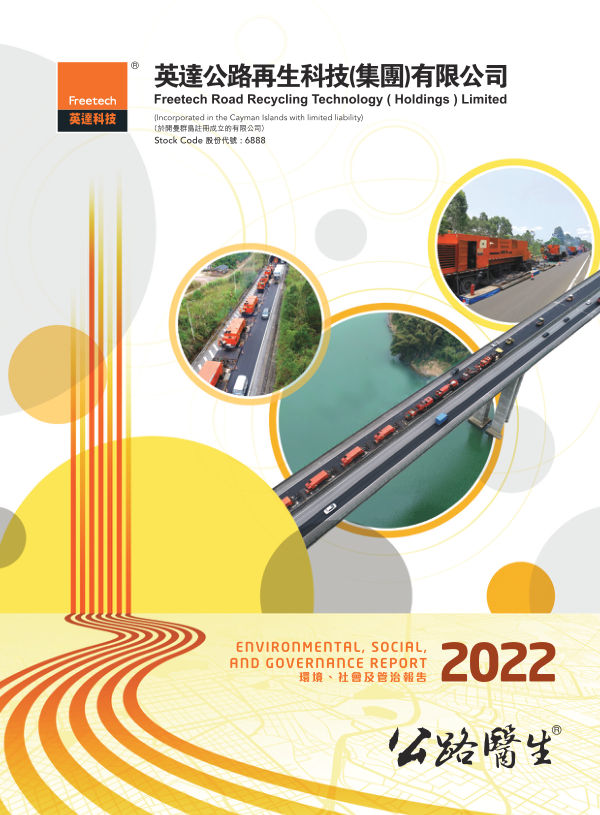 Freetech
英達科技
®
英達公路再生科技(集團)有限公司
Freetech Road Recycling Technology ( Holdings ) Limited
(Incorporated in the Cayman Islands with limited liability)
(於開曼群島註冊成立的有限公司)
Stock Code 股份代號 : 6888
ENVIRONMENTAL, SOCIAL,
AND GOVERNANCE REPORT
環境、社會及管治報告
2022
公路醫生®